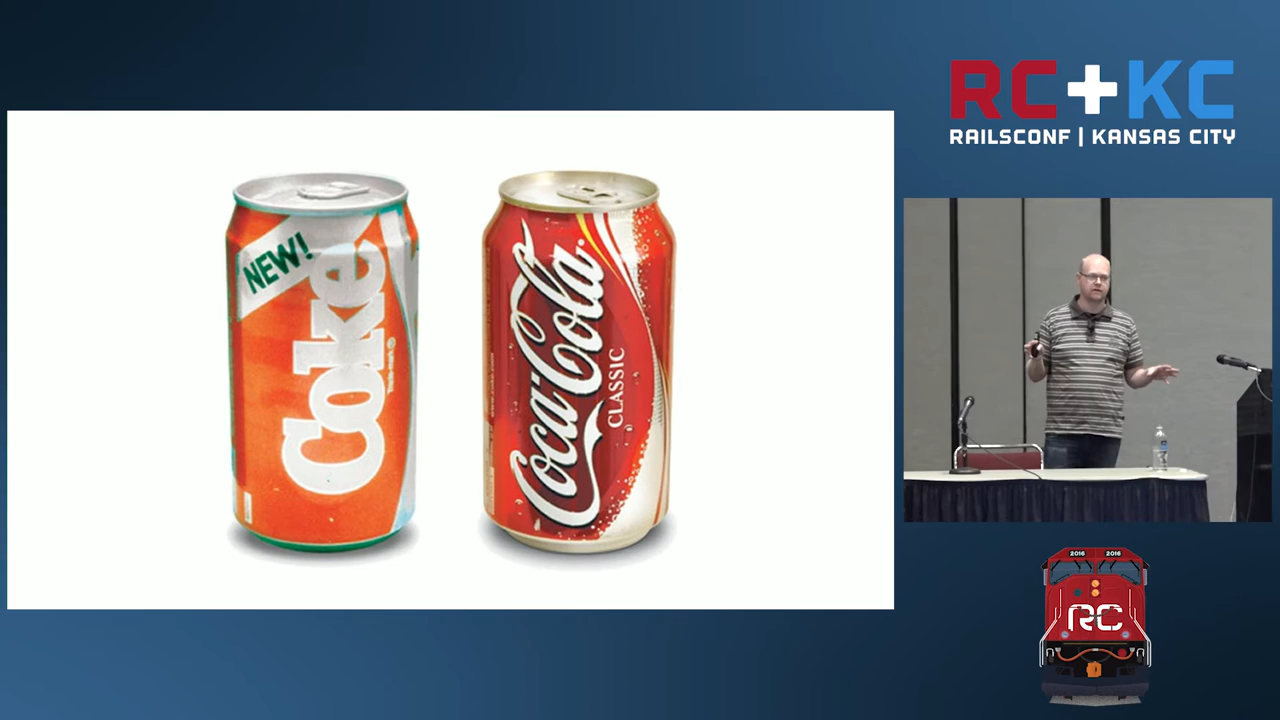 NEW!
Coke
Coca-Cola
CLASSIC
RC+KC
RAILSCONF | KANSAS CITY
2016 2016
RC